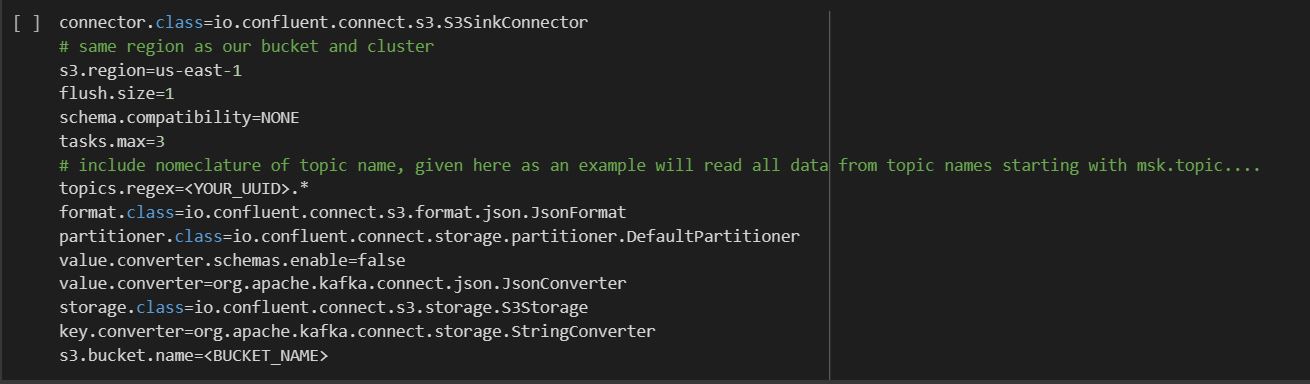 [ ] connector.class=io.confluent.connect.s3.S3SinkConnector
# same region as our bucket and cluster
s3.region=us-east-1
flush.size=1
schema.compatibility=NONE
tasks.max=3
# include nomeclature of topic name, given here as an example will read all data from topic names starting with msk.topic....
topics.regex=<YOUR_UUID>.*
format.class=io.confluent.connect.s3.format.json.JsonFormat
partitioner.class=io.confluent.connect.storage.partitioner.DefaultPartitioner
value.converter.schemas.enable=false
value.converter=org.apache.kafka.connect.json.JsonConverter
storage.class=io.confluent.connect.s3.storage.S3Storage
key.converter=org.apache.kafka.connect.storage.StringConverter
s3.bucket.name=<BUCKET_NAME>